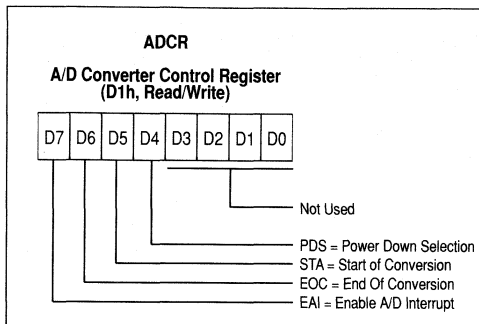 ADCR
A/D Converter Control Register
(D1h, Read/Write)
D7 D6 D5 D4 D3 D2 D1 D0
Not Used
PDS = Power Down Selection
STA = Start of Conversion
EOC = End Of Conversion
EAI = Enable A/D Interrupt